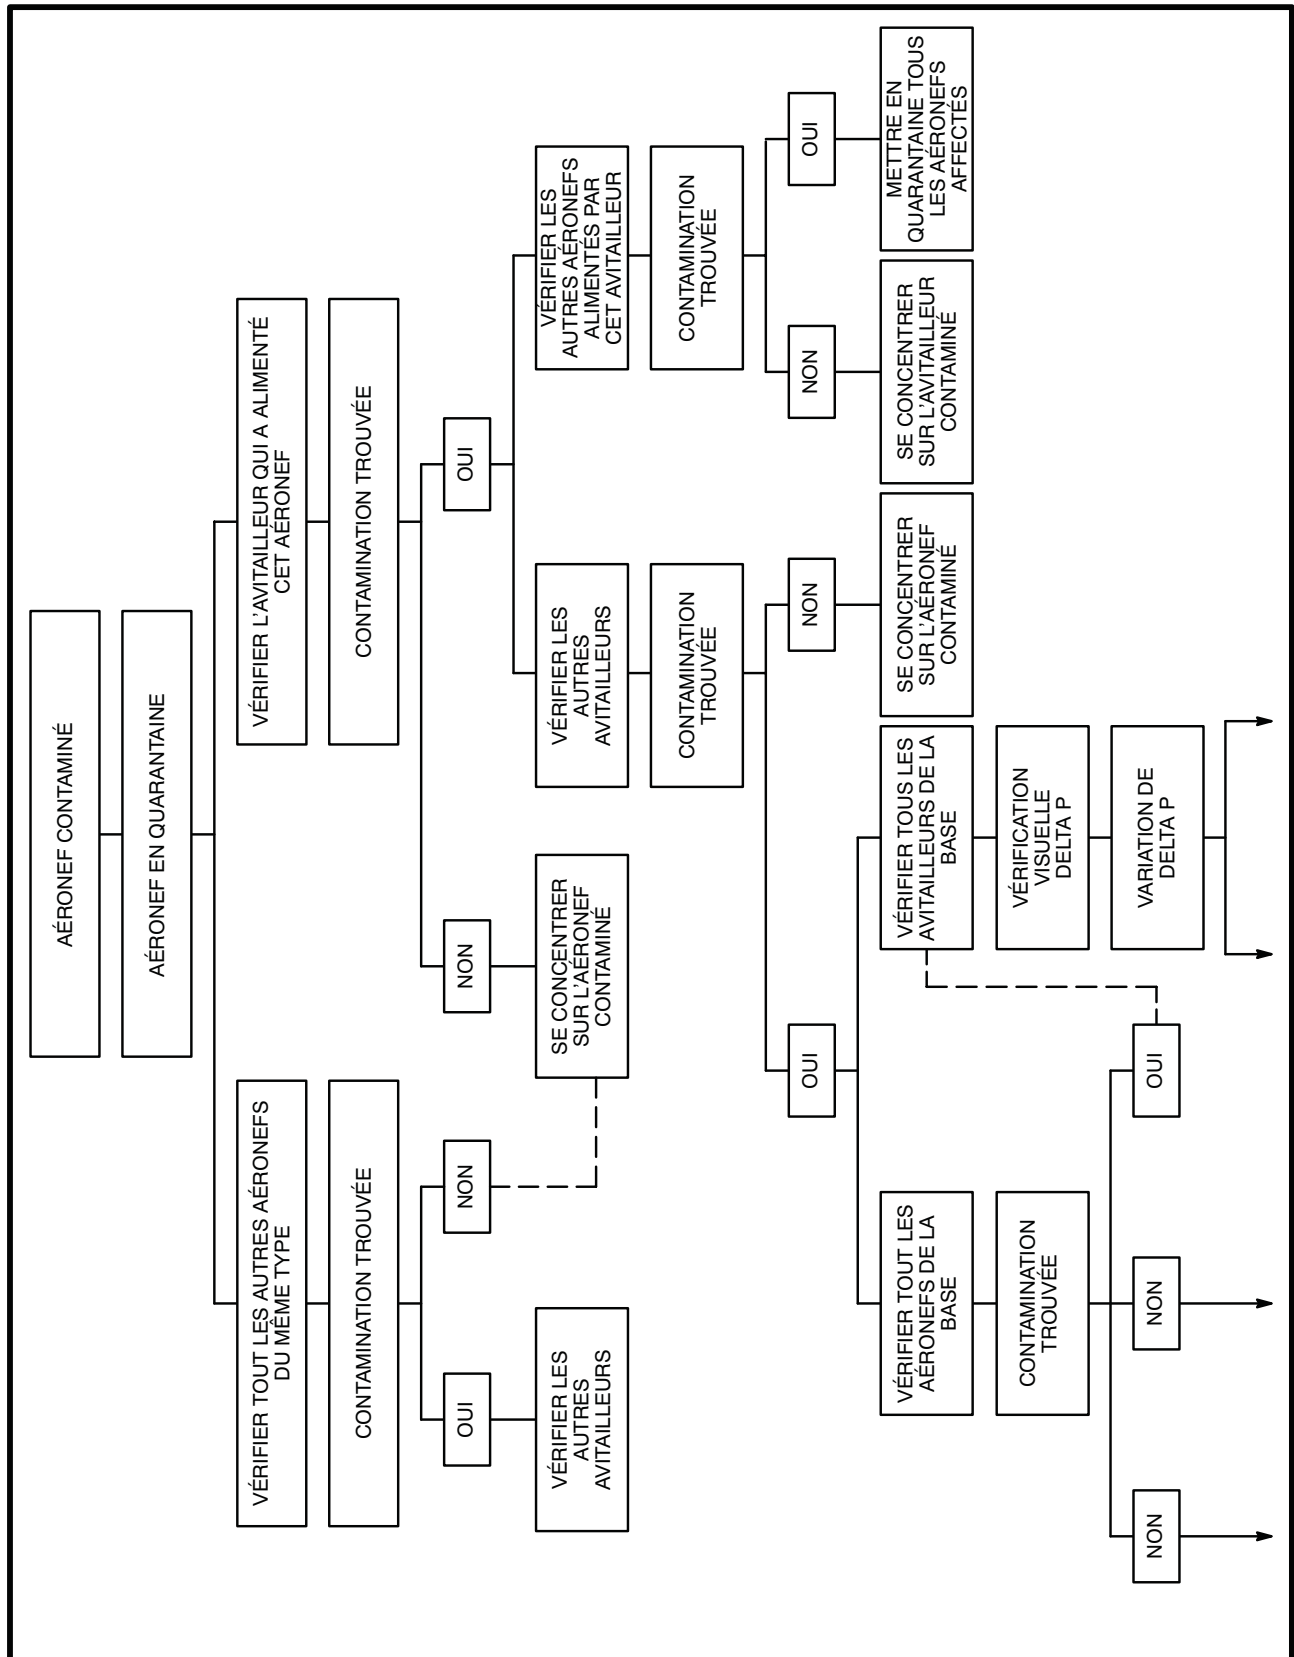 AÉRONEF CONTAMINÉ
AÉRONEF EN QUARANTAINE
VÉRIFIER TOUT LES AUTRES AÉRONEFS
DU MÊME TYPE
VÉRIFIER L'AVITAILLEUR QUI A ALIMENTÉ
CET AÉRONEF
CONTAMINATION TROUVÉE
CONTAMINATION TROUVÉE
OUI
NON
NON
OUI
VÉRIFIER LES
AUTRES
AVITAILLEURS
SE CONCENTRER
SUR L'AÉRONEF
CONTAMINÉ
VÉRIFIER LES
AUTRES
AVITAILLEURS
VÉRIFIER LES
AUTRES AÉRONEFS
ALIMENTÉS PAR
CET AVITAILLEUR
CONTAMINATION
TROUVÉE
CONTAMINATION
TROUVÉE
OUI
NON
NON
OUI
VÉRIFIER TOUT LES
AÉRONEFS DE LA
BASE
VÉRIFIER TOUS LES
AVITAILLEURS DE LA
BASE
SE CONCENTRER
SUR L'AÉRONEF
CONTAMINÉ
SE CONCENTRER
SUR L'AVITAILLEUR
CONTAMINÉ
METTRE EN
QUARANTAINE TOUS
LES AÉRONEFS
AFFECTÉS
CONTAMINATION
TROUVÉE
VÉRIFICATION
VISUELLE
DELTA P
VARIATION DE
DELTA P
NON
NON
OUI